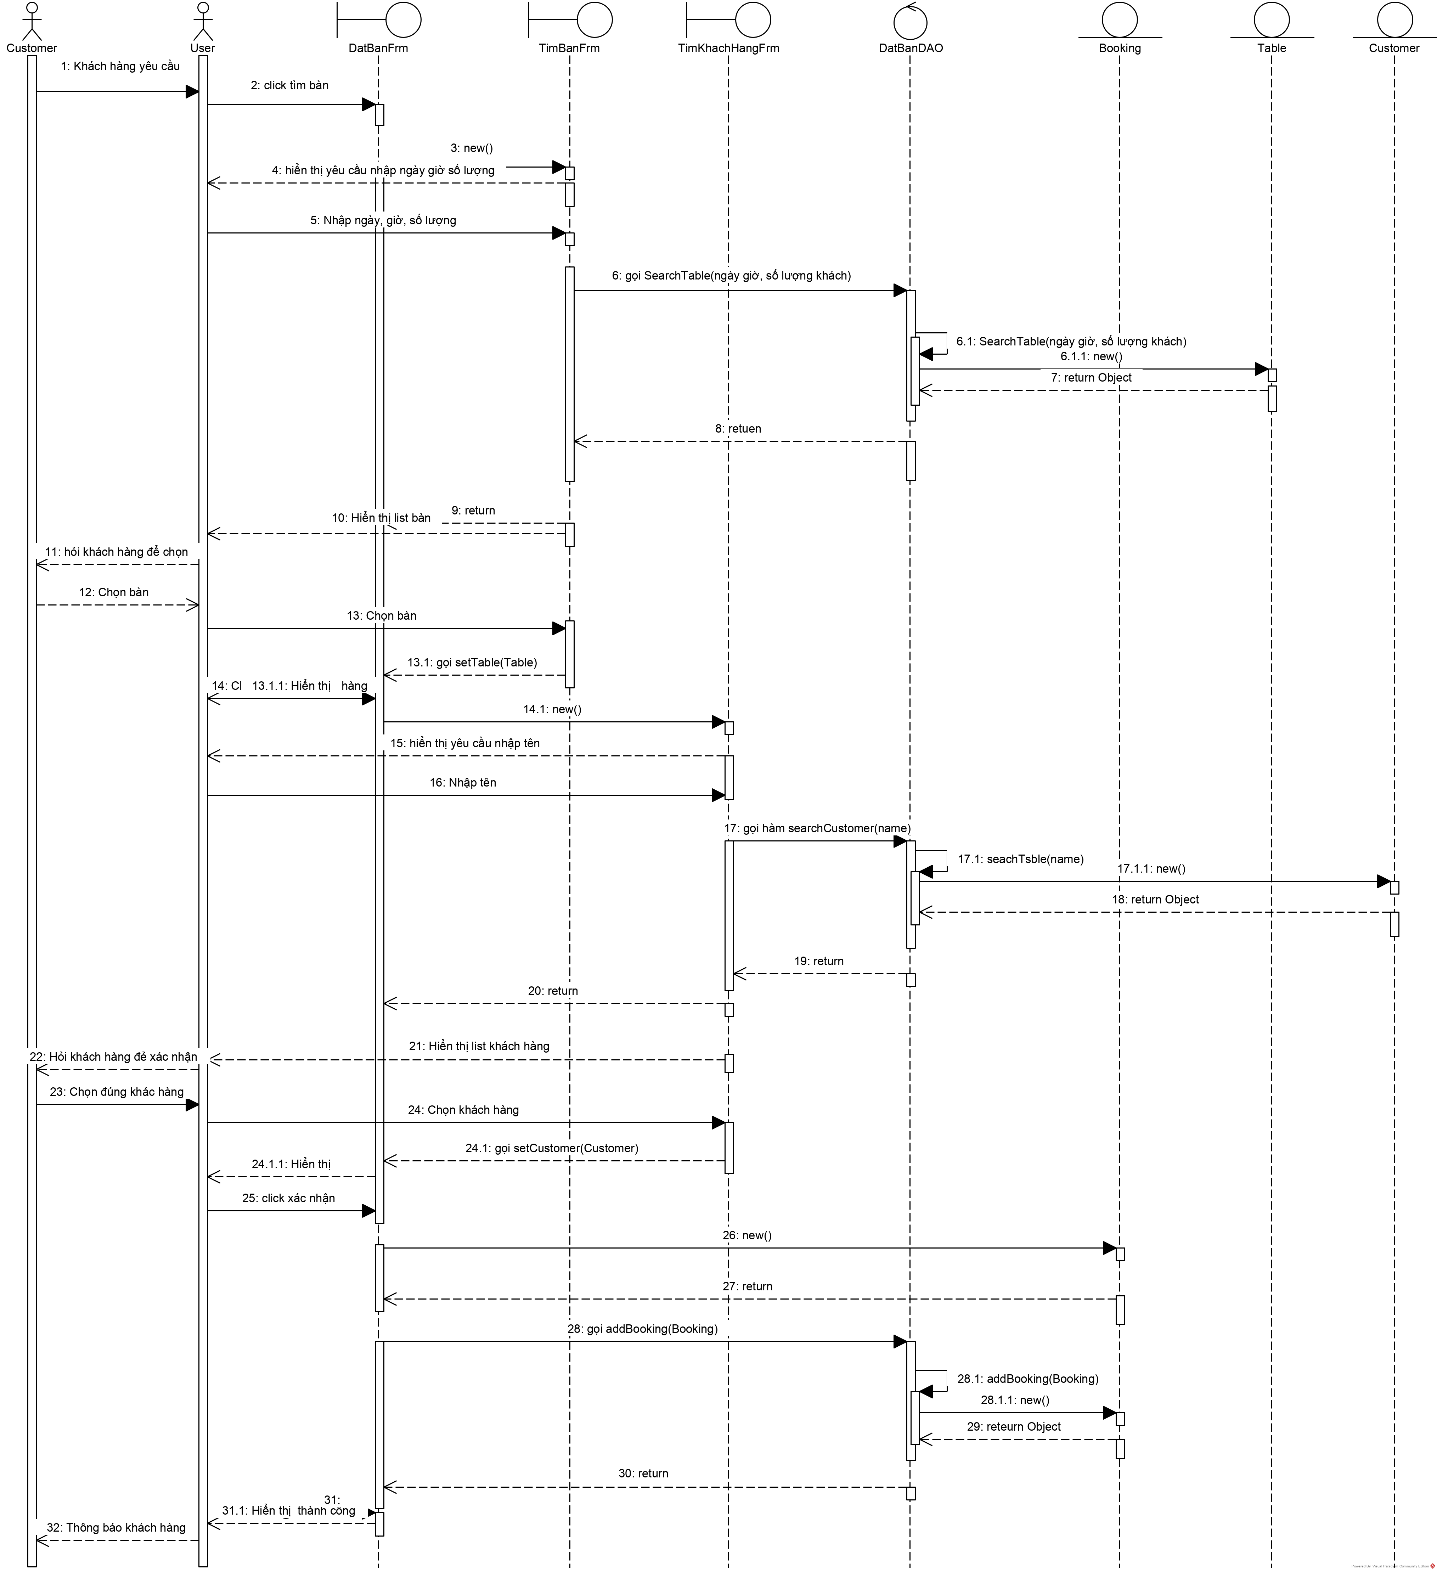 Customer
User
DatBanFrm
TimBanFrm
TimKhachHangFrm
DatBanDAO
Booking
Table
Customer
1: Khách hàng yêu cầu
2: click tìm bàn
3: new()
4: hiển thị yêu cầu nhập ngày giờ số lượng
5: Nhập ngày, giờ, số lượng
6: gọi SearchTable(ngày giờ, số lượng khách)
6.1: SearchTable(ngày giờ, số lượng khách)
6.1.1: new()
7: return Object
8: retuen
9: return
10: Hiển thị list bàn
11: hỏi khách hàng để chọn
12: Chọn bàn
13: Chọn bàn
13.1: gọi setTable(Table)
14: Cl 13.1.1: Hiển thị hàng
14.1: new()
15: hiển thị yêu cầu nhập tên
16: Nhập tên
17: gọi hàm searchCustomer(name)
17.1: seachTsble(name)
17.1.1: new()
18: return Object
19: return
20: return
21: Hiển thị list khách hàng
22: Hỏi khách hàng để xác nhận
23: Chọn đúng khác hàng
24: Chọn khách hàng
24.1: gọi setCustomer(Customer)
24.1.1: Hiển thị
25: click xác nhận
26: new()
27: return
28: gọi addBooking(Booking)
28.1: addBooking(Booking)
28.1.1: new()
29: reteurn Object
30: return
31:
31.1: Hiển thị thành công
32: Thông báo khách hàng